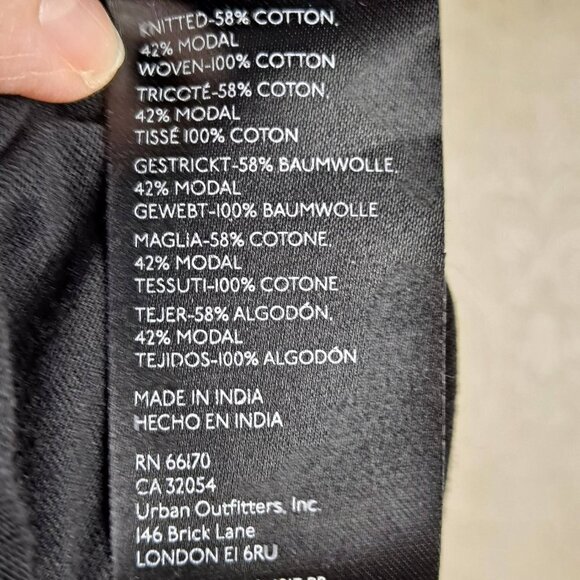 KNITTED-58% COTTON,
42% MODAL
WOVEN-100% COTTON
TRICOTÉ-58% COTON,
42% MODAL
TISSÉ 100% COTON
GESTRICKT-58% BAUMWOLLE,
42% MODAL
GEWEBT-100% BAUMWOLLE
MAGLIA-58% COTONE,
42% MODAL
TESSUTI-100% COTONE
TEJER-58% ALGODÓN,
42% MODAL
TEJIDOS-100% ALGODÓN
MADE IN INDIA
HECHO EN INDIA
RN 66170
CA 32054
Urban Outfitters, Inc.
146 Brick Lane
LONDON E1 6RU